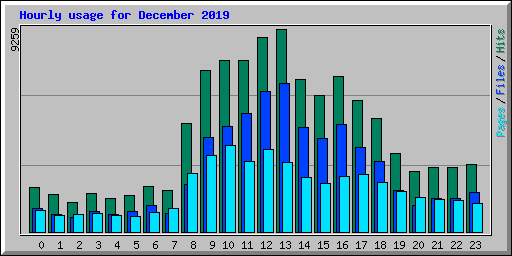 Hourly usage for December 2019
9259
Pages/Files/Hits
0 1 2 3 4 5 6 7 8 9 10 11 12 13 14 15 16 17 18 19 20 21 22 23